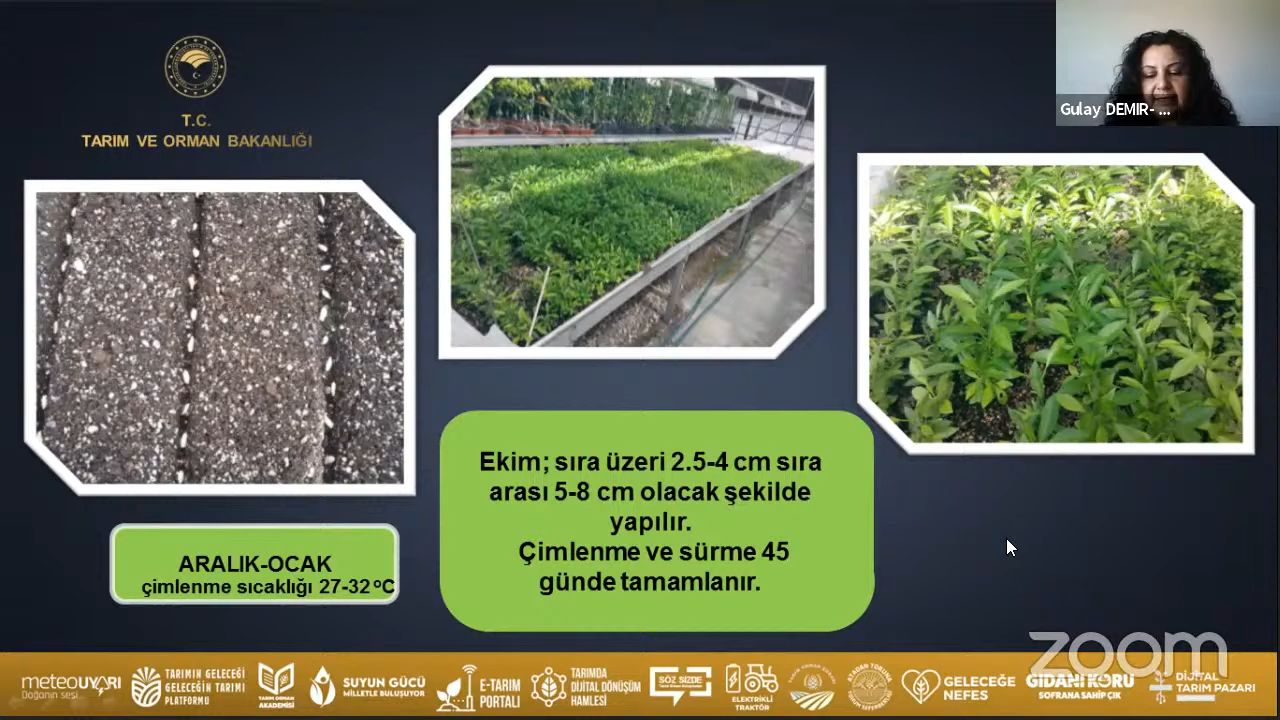 T.C.
TARIM VE ORMAN BAKANLIĞI
Gulay DEMIR- ...
ARALIK-OCAK
çimlenme sıcaklığı 27-32 ºC
Ekim; sıra üzeri 2.5-4 cm sıra
arası 5-8 cm olacak şekilde
yapılır.
Çimlenme ve sürme 45
günde tamamlanır.
zoom
meteoUYARI
Doğanın sesi...
TARIMIN GELECEĞİ
GELECEĞİN TARIMI
PLATFORMU
TARIM ORMAN
AKADEMİSİ
SUYUN GÜCÜ
MİLLETLE BULUŞUYOR
E-TARIM
PORTALI
TARIMDA
DİJİTAL DÖNÜŞÜM
HAMLESİ
SÖZ SİZDE
ELEKTRİKLİ
TRAKTÖR
GELECEĞE
NEFES
GIDANI KORU
SOFRANA SAHİP ÇIK
DİJİTAL
TARIM PAZARI